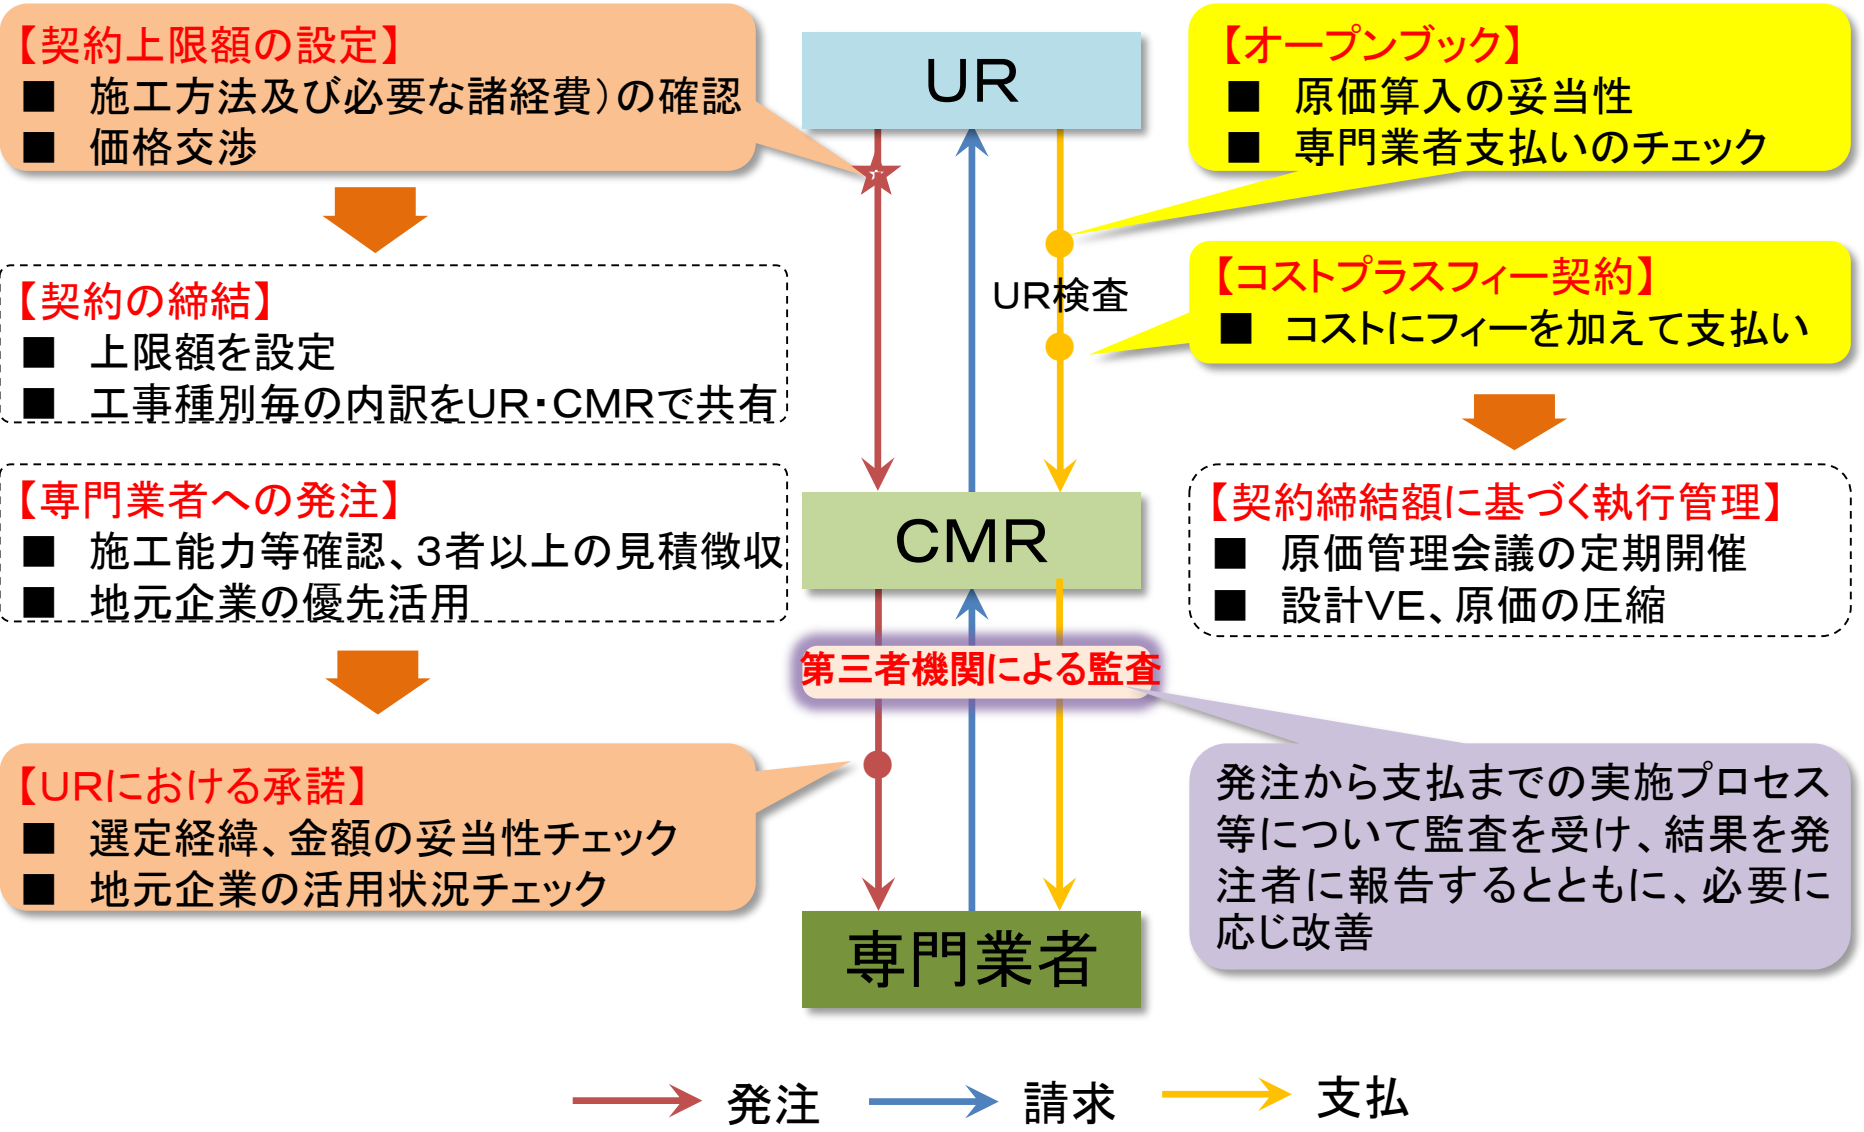 【契約上限額の設定】
■ 施工方法及び必要な諸経費）の確認
■ 価格交渉
【契約の締結】
■ 上限額を設定
■ 工事種別毎の内訳をUR・CMRで共有
【専門業者への発注】
■ 施工能力等確認、3者以上の見積徴収
■ 地元企業の優先活用
【URにおける承諾】
■ 選定経緯、金額の妥当性チェック
■ 地元企業の活用状況チェック
UR
UR検査
CMR
第三者機関による監査
専門業者
【オープンブック】
■ 原価算入の妥当性
■ 専門業者支払いのチェック
【コストプラスフィー契約】
■ コストにフィーを加えて支払い
【契約締結額に基づく執行管理】
■ 原価管理会議の定期開催
■ 設計VE、原価の圧縮
発注から支払までの実施プロセス
等について監査を受け、結果を発
注者に報告するとともに、必要に
応じ改善
発注
請求
支払